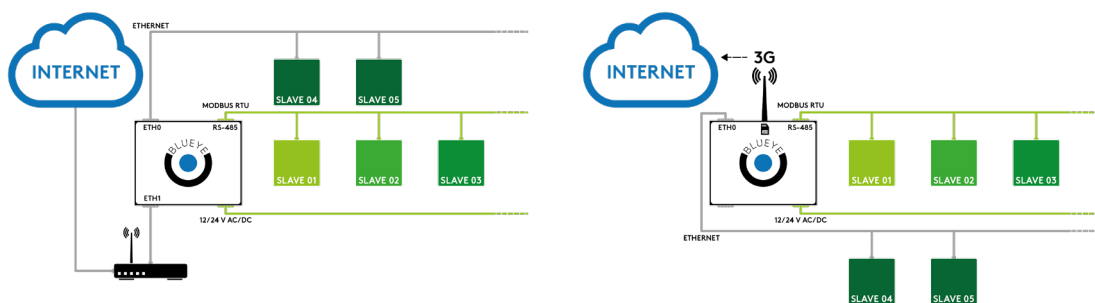 ETHERNET
INTERNET
SLAVE 04
SLAVE 05
MODBUS RTU
ETH0
RS-485
BLUEYE
SLAVE 01
SLAVE 02
SLAVE 03
ETH1
12/24 V AC/DC
3G
INTERNET
MODBUS RTU
ETH0
RS-485
BLUEYE
SLAVE 01
SLAVE 02
SLAVE 03
12/24 V AC/DC
ETHERNET
SLAVE 04
SLAVE 05